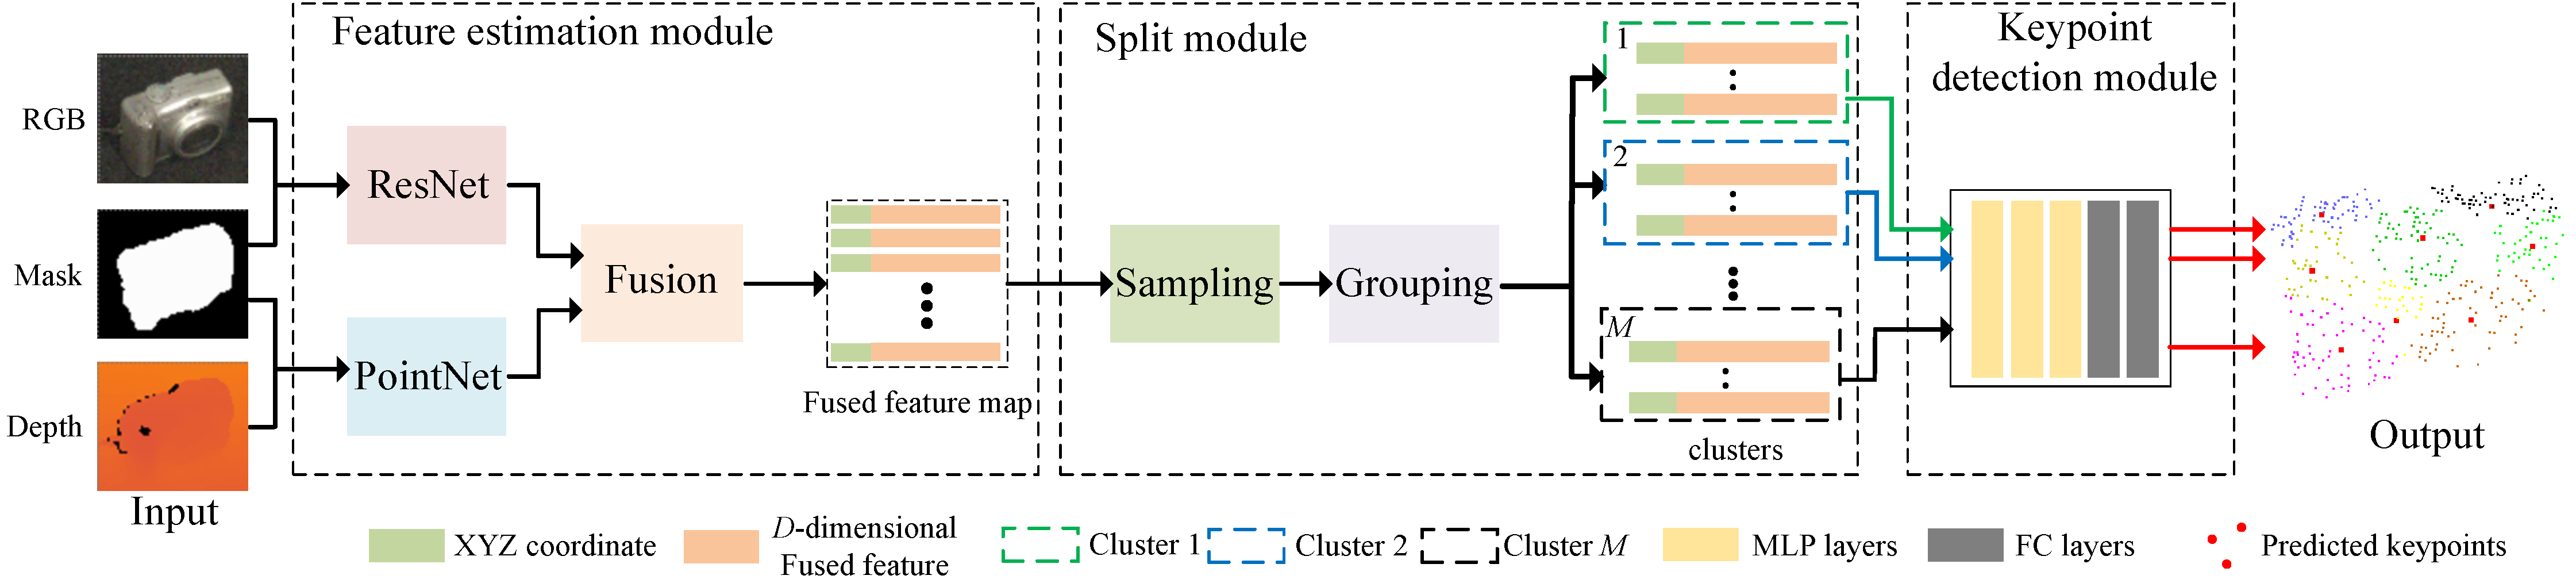 Feature estimation module
Split module
Keypoint
detection module
RGB
Mask
Depth
Input
ResNet
PointNet
Fusion
Fused feature map
Sampling
Grouping
1
2
M
clusters
Output
XYZ coordinate
D-dimensional
Fused feature
Cluster 1
Cluster 2
Cluster M
MLP layers
FC layers
Predicted keypoints